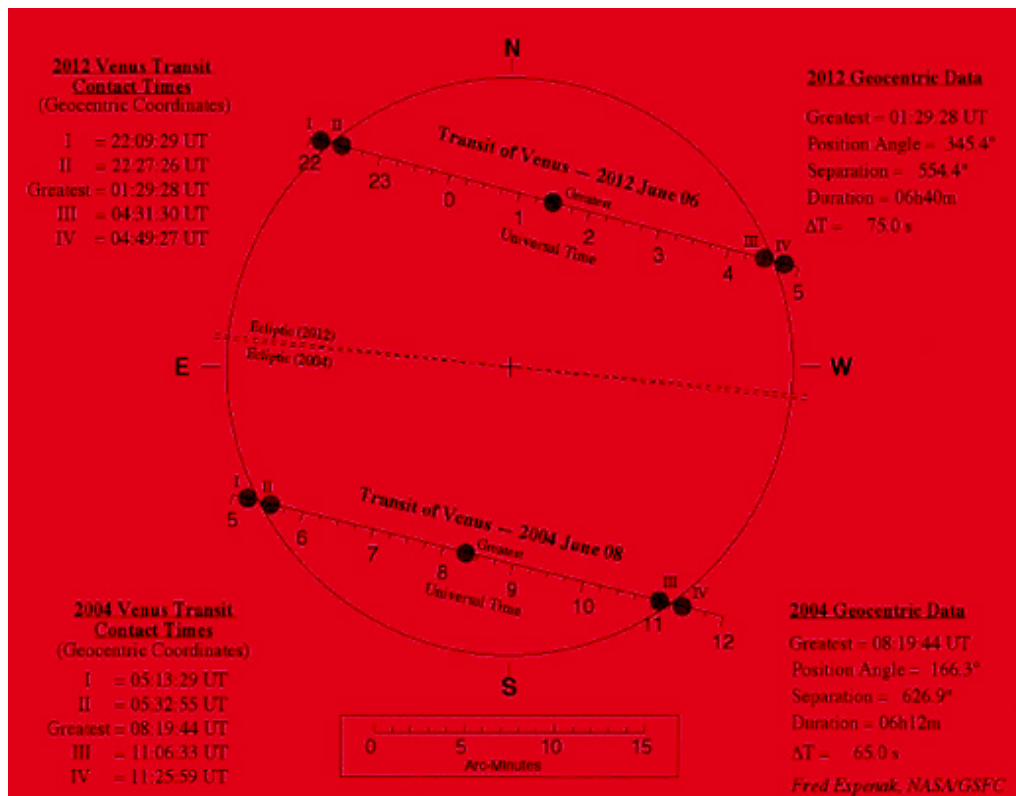 N
2012 Venus Transit
Contact Times
(Geocentric Coordinates)
I = 22:09:29 UT
II = 22:27:26 UT
Greatest = 01:29:28 UT
III = 04:31:30 UT
IV = 04:49:27 UT
2012 Geocentric Data
Greatest = 01:29:28 UT
Position Angle = 345.4°
Separation = 554.4"
Duration = 06h40m
ΔT = 75.0 s
I II
Transit of Venus — 2012 June 06
Greatest
III IV
22 23 0 1 2 3 4 5
Universal Time
Ecliptic (2012)
Ecliptic (2004)
E
W
I II
Transit of Venus — 2004 June 08
Greatest
III IV
5 6 7 8 9 10 11 12
Universal Time
S
2004 Venus Transit
Contact Times
(Geocentric Coordinates)
I = 05:13:29 UT
II = 05:32:55 UT
Greatest = 08:19:44 UT
III = 11:06:33 UT
IV = 11:25:59 UT
0 5 10 15
Arc-Minutes
2004 Geocentric Data
Greatest = 08:19:44 UT
Position Angle = 166.3°
Separation = 626.9"
Duration = 06h12m
ΔT = 65.0 s
Fred Espenak, NASA/GSFC